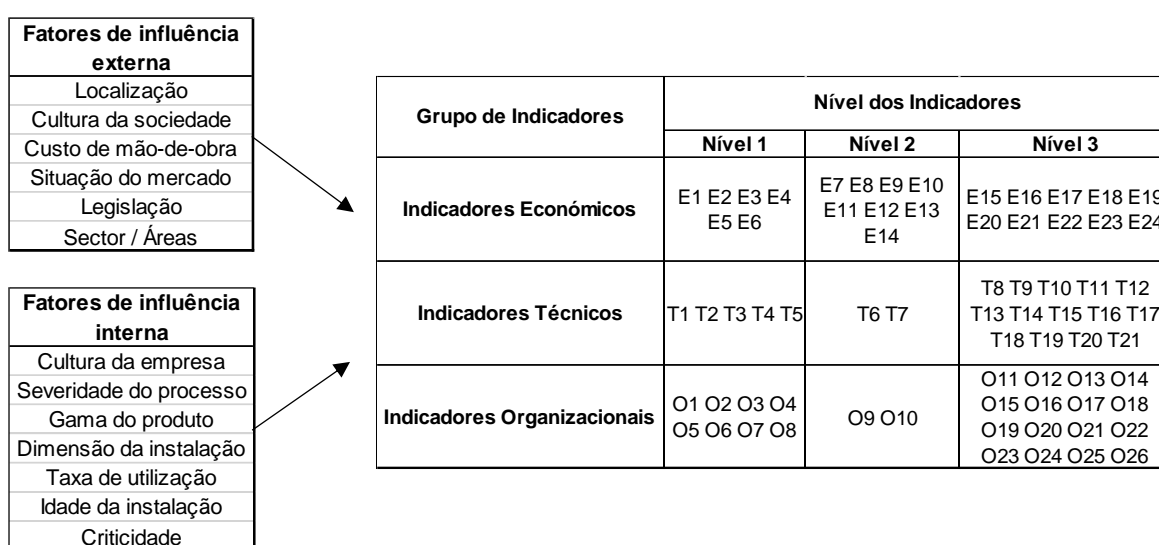 Fatores de influência
externa
Localização
Cultura da sociedade
Custo de mão-de-obra
Situação do mercado
Legislação
Sector / Áreas
Fatores de influência
interna
Cultura da empresa
Severidade do processo
Gama do produto
Dimensão da instalação
Taxa de utilização
Idade da instalação
Criticidade
Grupo de Indicadores
Nível dos Indicadores
Nível 1
Nível 2
Nível 3
Indicadores Económicos
E1 E2 E3 E4
E5 E6
E7 E8 E9 E10
E11 E12 E13
E14
E15 E16 E17 E18 E19
E20 E21 E22 E23 E24
Indicadores Técnicos
T1 T2 T3 T4 T5
T6 T7
T8 T9 T10 T11 T12
T13 T14 T15 T16 T17
T18 T19 T20 T21
Indicadores Organizacionais
O1 O2 O3 O4
O5 O6 O7 O8
O9 O10
O11 O12 O13 O14
O15 O16 O17 O18
O19 O20 O21 O22
O23 O24 O25 O26